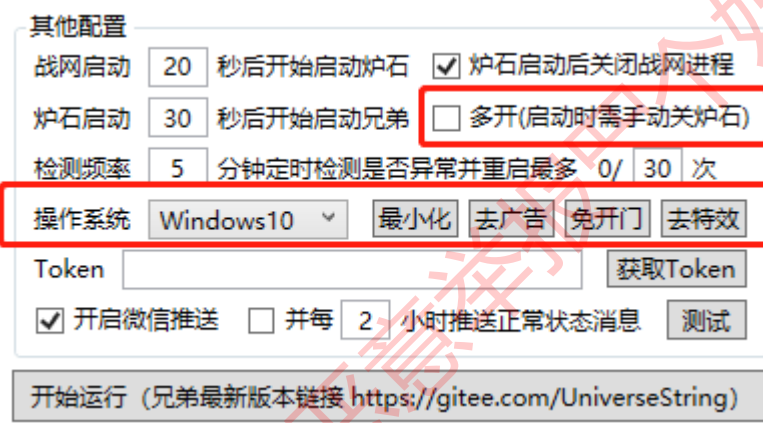 其他配置
战网启动 20 秒后开始启动炉石 炉石启动后关闭战网进程
炉石启动 30 秒后开始启动兄弟 多开(启动时需手动关炉石)
检测频率 5 分钟定时检测是否异常并重启最多 0/ 30 次
操作系统 Windows10 最小化 去广告 免开门 去特效
Token 获取Token
开启微信推送 并每 2 小时推送正常状态消息 测试
开始运行（兄弟最新版本链接 https://gitee.com/UniverseString）
恶意举报四个